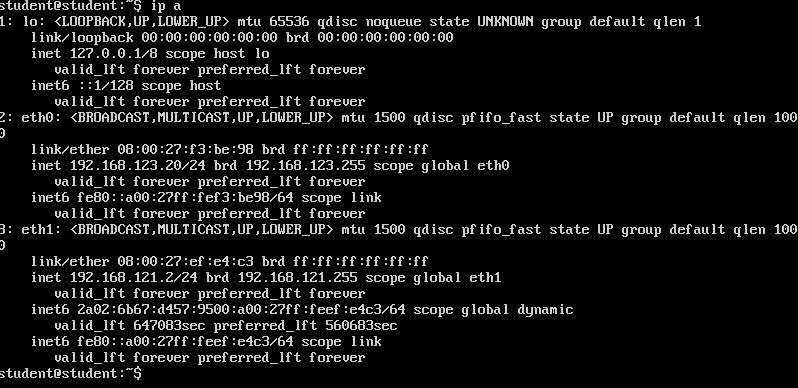 student@student:~$ ip a
1: lo: <LOOPBACK,UP,LOWER_UP> mtu 65536 qdisc noqueue state UNKNOWN group default qlen 1
    link/loopback 00:00:00:00:00:00 brd 00:00:00:00:00:00
    inet 127.0.0.1/8 scope host lo
       valid_lft forever preferred_lft forever
    inet6 ::1/128 scope host
       valid_lft forever preferred_lft forever
2: eth0: <BROADCAST,MULTICAST,UP,LOWER_UP> mtu 1500 qdisc pfifo_fast state UP group default qlen 100
0
    link/ether 08:00:27:f3:be:98 brd ff:ff:ff:ff:ff:ff
    inet 192.168.123.20/24 brd 192.168.123.255 scope global eth0
       valid_lft forever preferred_lft forever
    inet6 fe80::a00:27ff:fef3:be98/64 scope link
       valid_lft forever preferred_lft forever
3: eth1: <BROADCAST,MULTICAST,UP,LOWER_UP> mtu 1500 qdisc pfifo_fast state UP group default qlen 100
0
    link/ether 08:00:27:ef:e4:c3 brd ff:ff:ff:ff:ff:ff
    inet 192.168.121.2/24 brd 192.168.121.255 scope global eth1
       valid_lft forever preferred_lft forever
    inet6 2a02:6b67:d457:9500:a00:27ff:feef:e4c3/64 scope global dynamic
       valid_lft 647083sec preferred_lft 560683sec
    inet6 fe80::a00:27ff:feef:e4c3/64 scope link
       valid_lft forever preferred_lft forever
student@student:~$